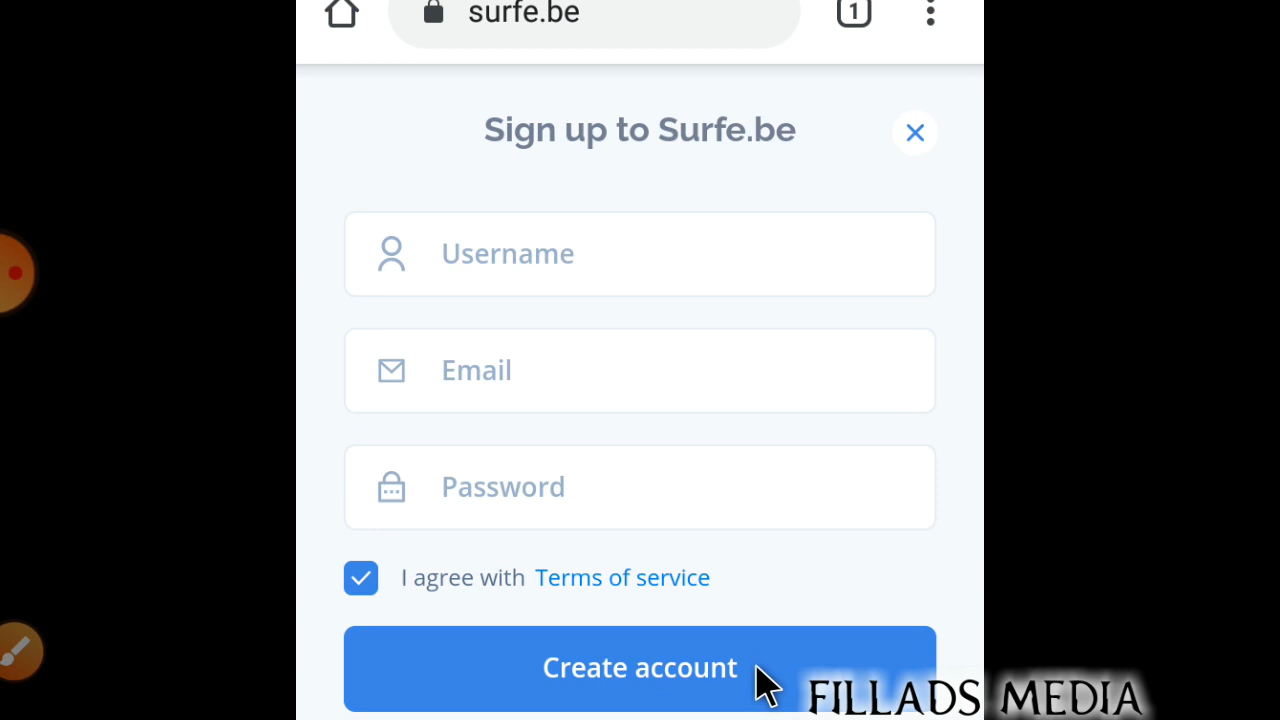 surfe.be
1
Sign up to Surfe.be
Username
Email
Password
I agree with Terms of service
Create account
FILLADS MEDIA